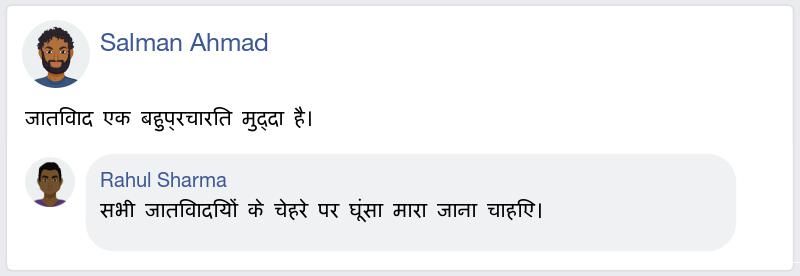 Salman Ahmad
जातिवाद एक बहुप्रचारित मुद्दा है।
Rahul Sharma
सभी जातिवादियों के चेहरे पर घूंसा मारा जाना चाहिए।